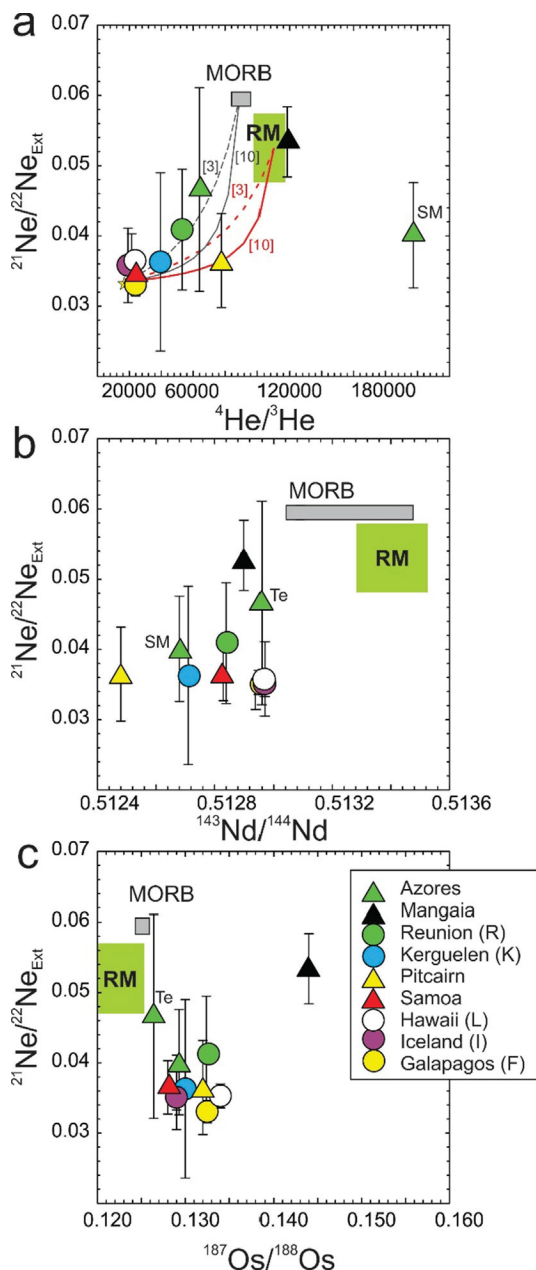 a
0.07
MORB
0.06
RM
[3]
[10]
0.05
[3]
SM
0.04
[10]
0.03
²¹Ne/²²Ne_Ext
20000 60000 120000 180000
⁴He/³He
b
0.07
MORB
0.06
RM
0.05
Te
SM
0.04
0.03
²¹Ne/²²Ne_Ext
0.5124 0.5128 0.5132 0.5136
¹⁴³Nd/¹⁴⁴Nd
c
0.07
MORB
0.06
RM
0.05
Te
0.04
0.03
²¹Ne/²²Ne_Ext
0.120 0.130 0.140 0.150 0.160
¹⁸⁷Os/¹⁸⁸Os
Azores
Mangaia
Reunion (R)
Kerguelen (K)
Pitcairn
Samoa
Hawaii (L)
Iceland (I)
Galapagos (F)